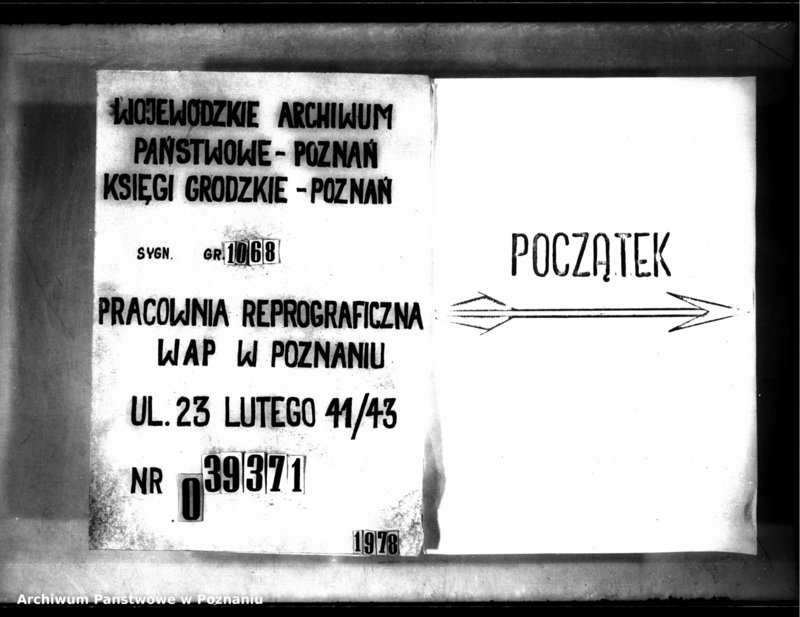 WOJEWÓDZKIE ARCHIWUM
PAŃSTWOWE - POZNAŃ
KSIĘGI GRODZKIE - POZNAŃ
SYGN. GR. 1068
PRACOWNIA REPROGRAFICZNA
WAP W POZNANIU
UL. 23 LUTEGO 41/43
NR 039371
1978
POCZĄTEK
Archiwum Państwowe w Poznaniu